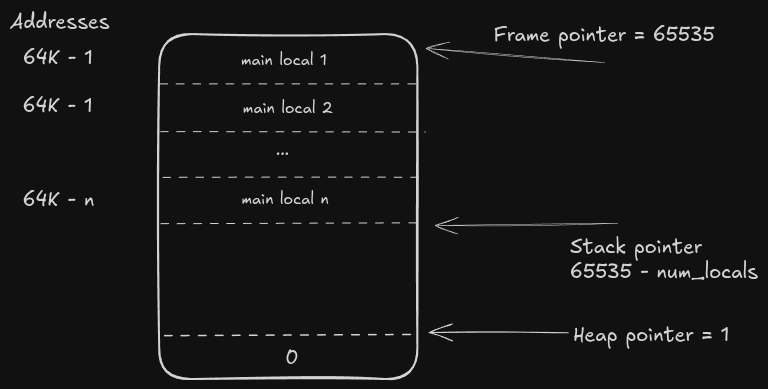 Addresses
Frame pointer = 65535
64K - 1
main local 1
64K - 1
main local 2
...
64K - n
main local n
Stack pointer
65535 - num_locals
Heap pointer = 1
0